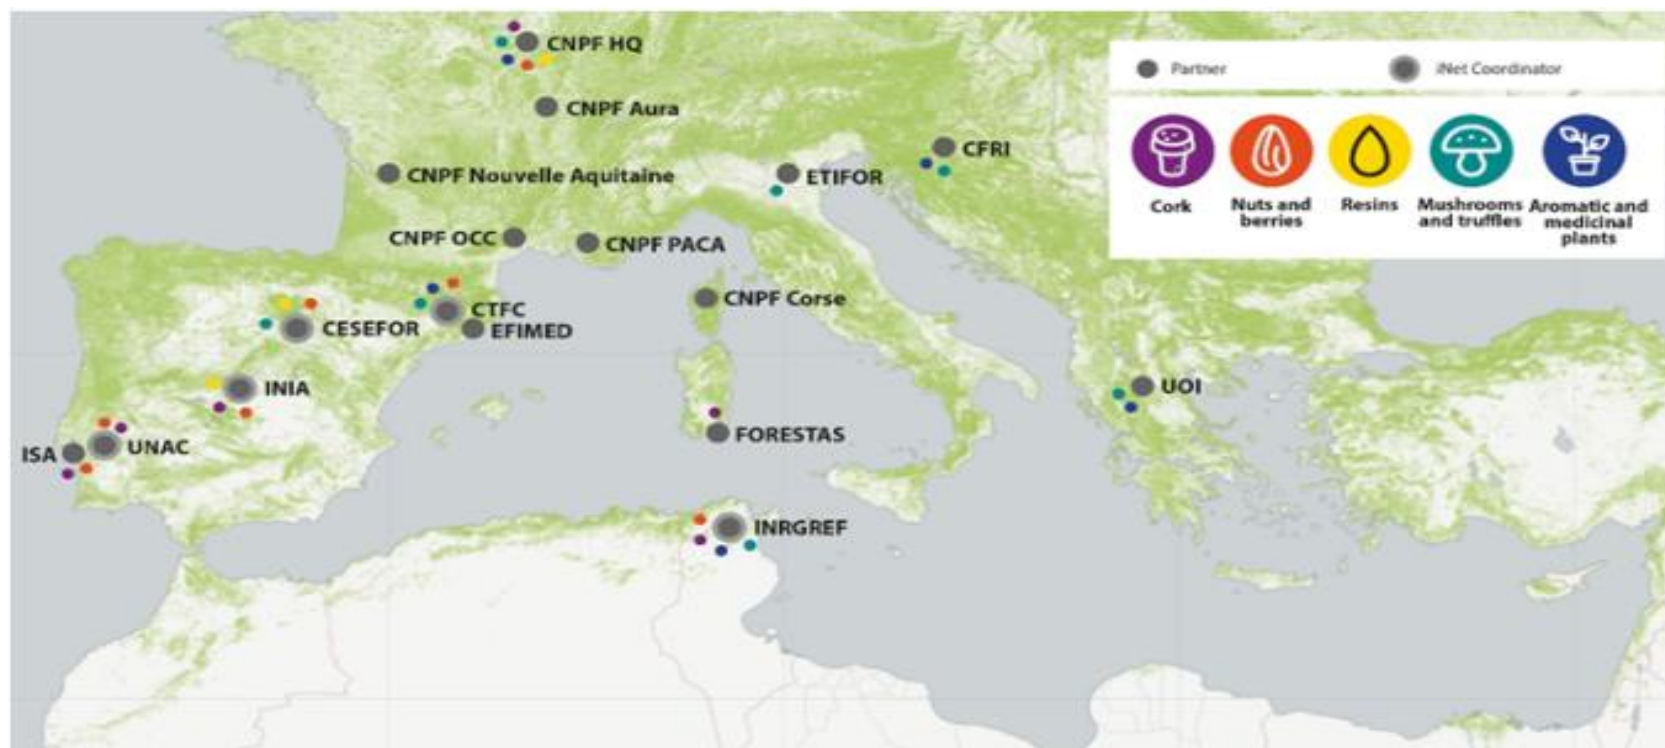 CNPF HQ
Partner
iNet Coordinator
CNPF Aura
CFRI
CNPF Nouvelle Aquitaine
ETIFOR
Cork
Nuts and
berries
Resins
Mushrooms
and truffles
Aromatic and
medicinal
plants
CNPF OCC
CNPF PACA
CNPF Corse
CTFC
CESEFOR
EFIMED
INIA
UOI
FORESTAS
ISA
UNAC
INRGREF